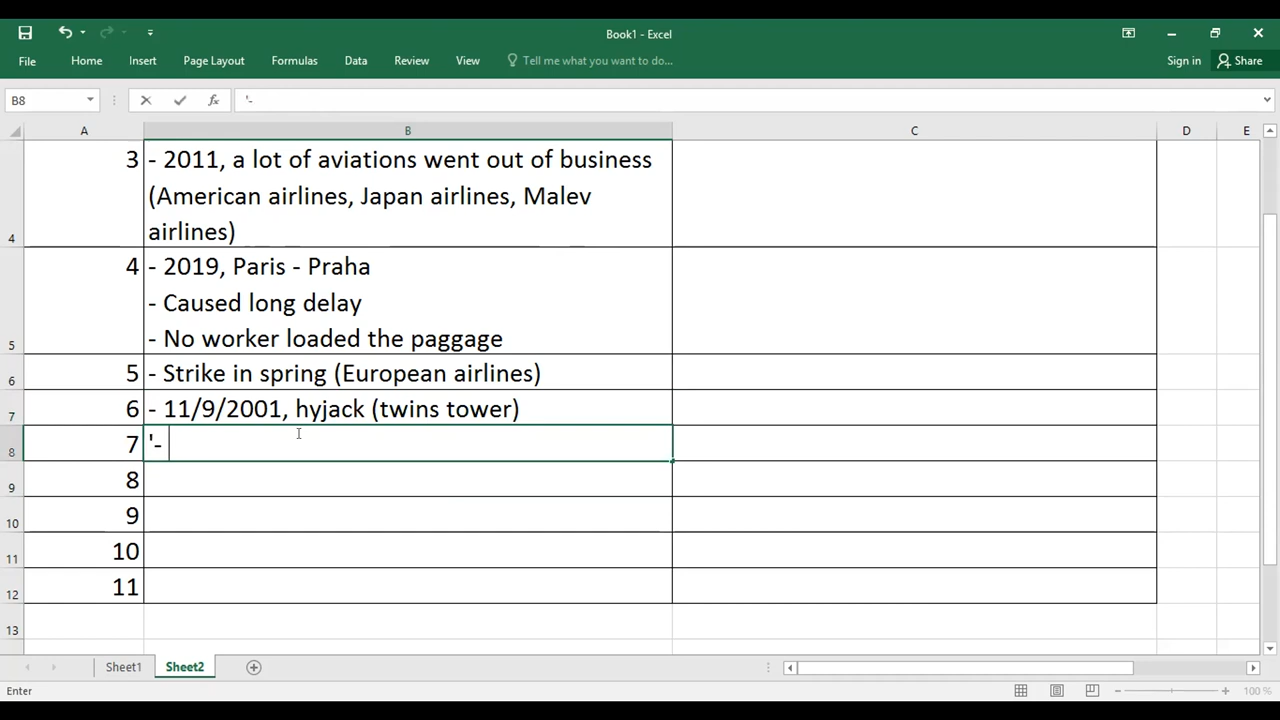 Book1 - Excel
File Home Insert Page Layout Formulas Data Review View Tell me what you want to do... Sign in Share
B8 fx '-
A B C D E
4 3 - 2011, a lot of aviations went out of business
(American airlines, Japan airlines, Malev
airlines)
5 4 - 2019, Paris - Praha
- Caused long delay
- No worker loaded the paggage
6 5 - Strike in spring (European airlines)
7 6 - 11/9/2001, hyjack (twins tower)
8 7 '-
9 8
10 9
11 10
12 11
13
Sheet1 Sheet2
Enter 100 %